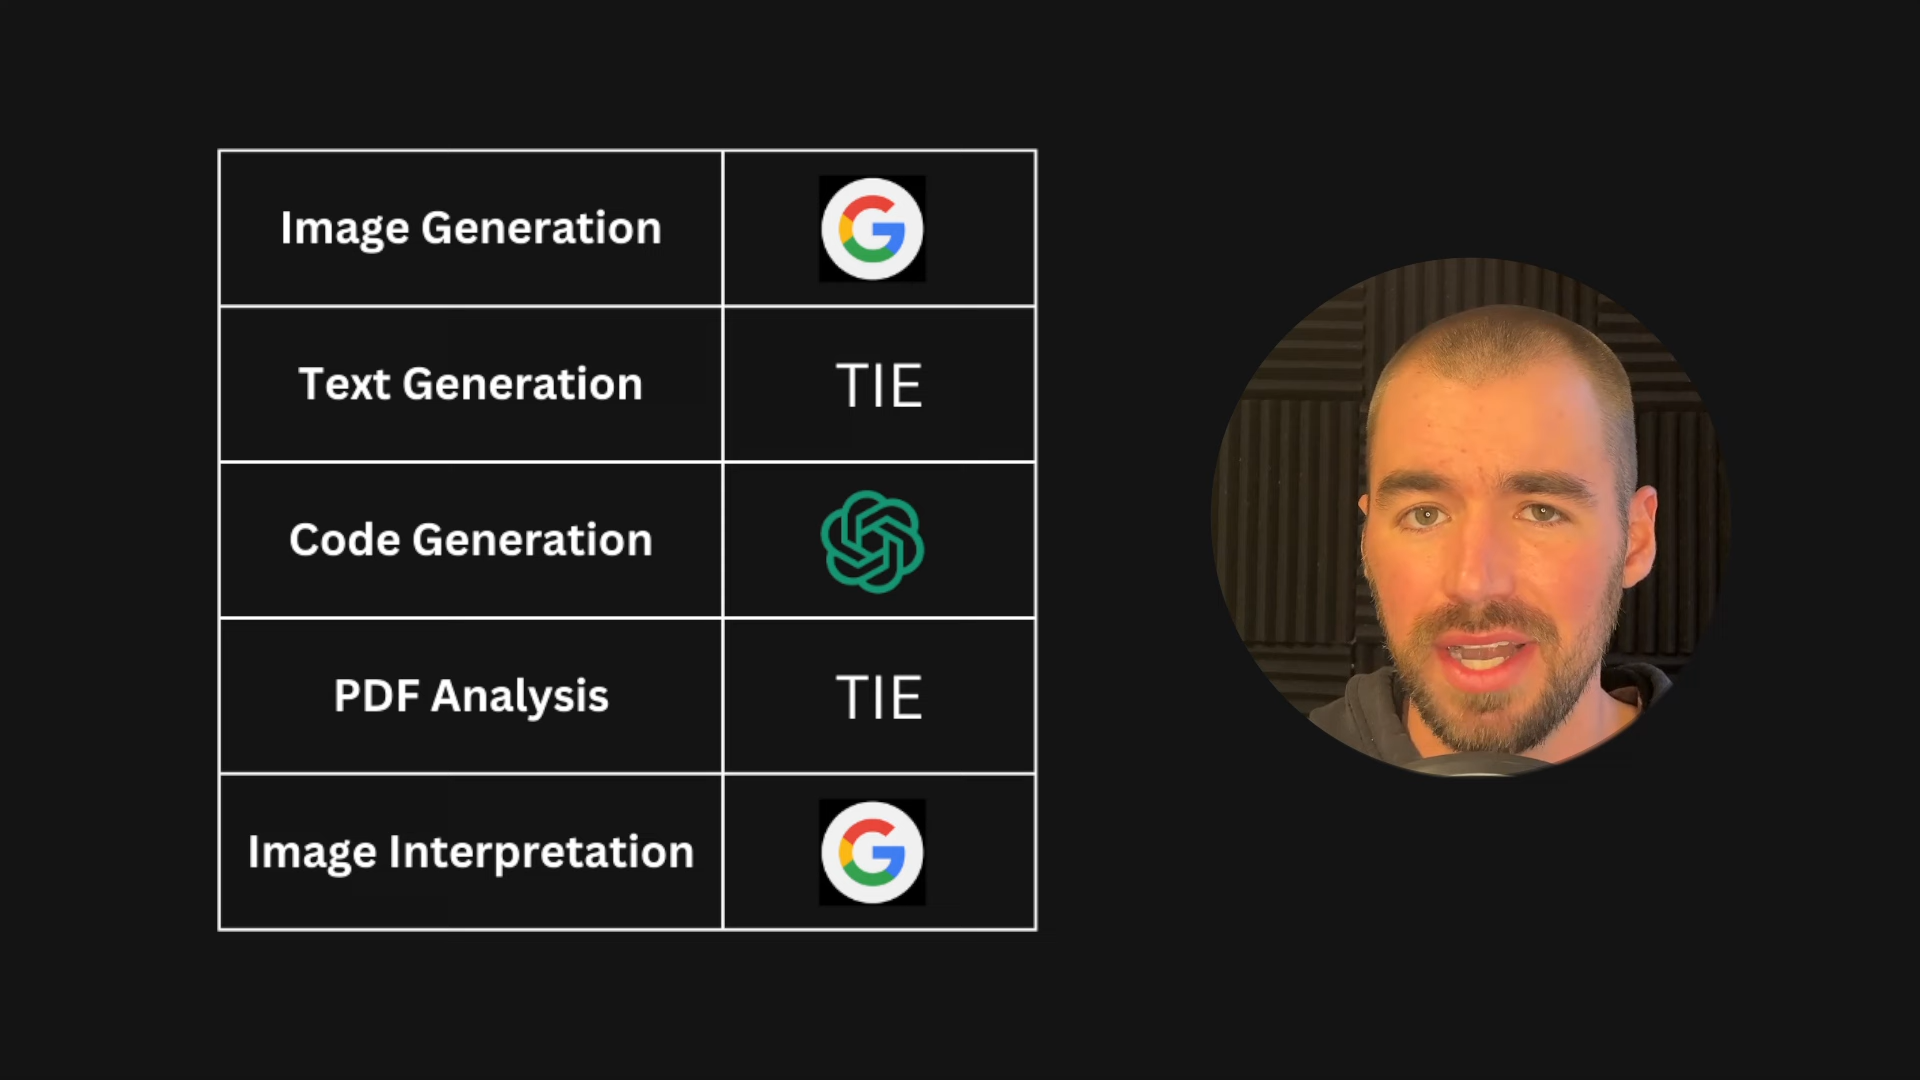 Image Generation
Text Generation
TIE
Code Generation
PDF Analysis
TIE
Image Interpretation